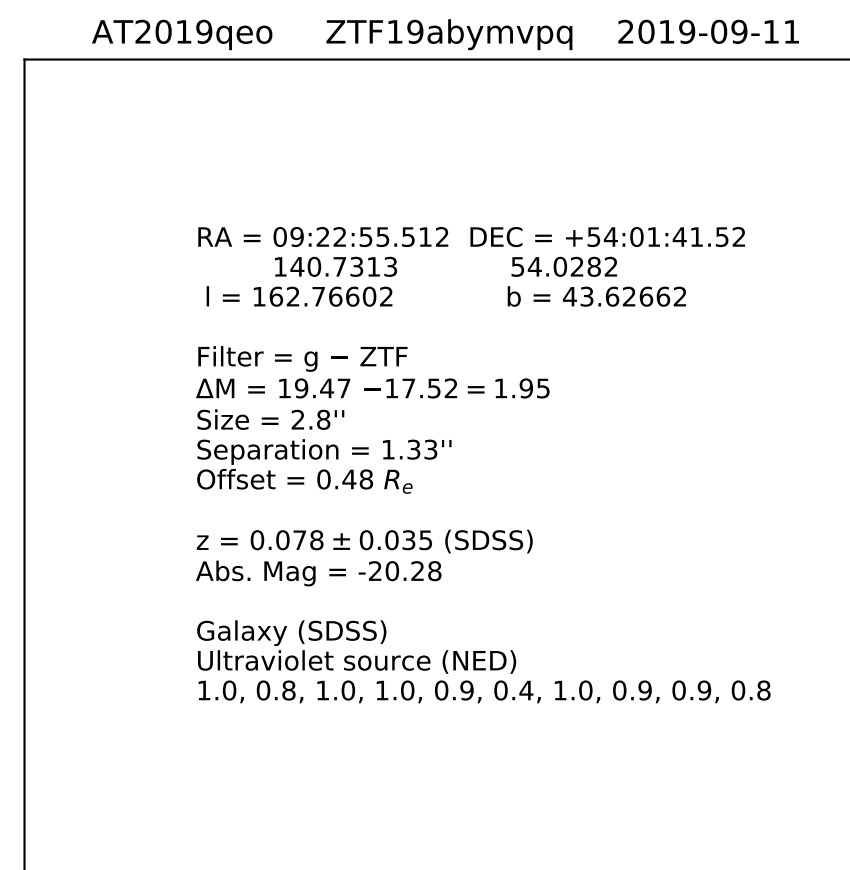 AT2019qeo ZTF19abymvpq 2019-09-11
RA = 09:22:55.512 DEC = +54:01:41.52
140.7313 54.0282
l = 162.76602 b = 43.62662
Filter = g − ZTF
ΔM = 19.47 −17.52 = 1.95
Size = 2.8''
Separation = 1.33''
Offset = 0.48 Re
z = 0.078 ± 0.035 (SDSS)
Abs. Mag = -20.28
Galaxy (SDSS)
Ultraviolet source (NED)
1.0, 0.8, 1.0, 1.0, 0.9, 0.4, 1.0, 0.9, 0.9, 0.8